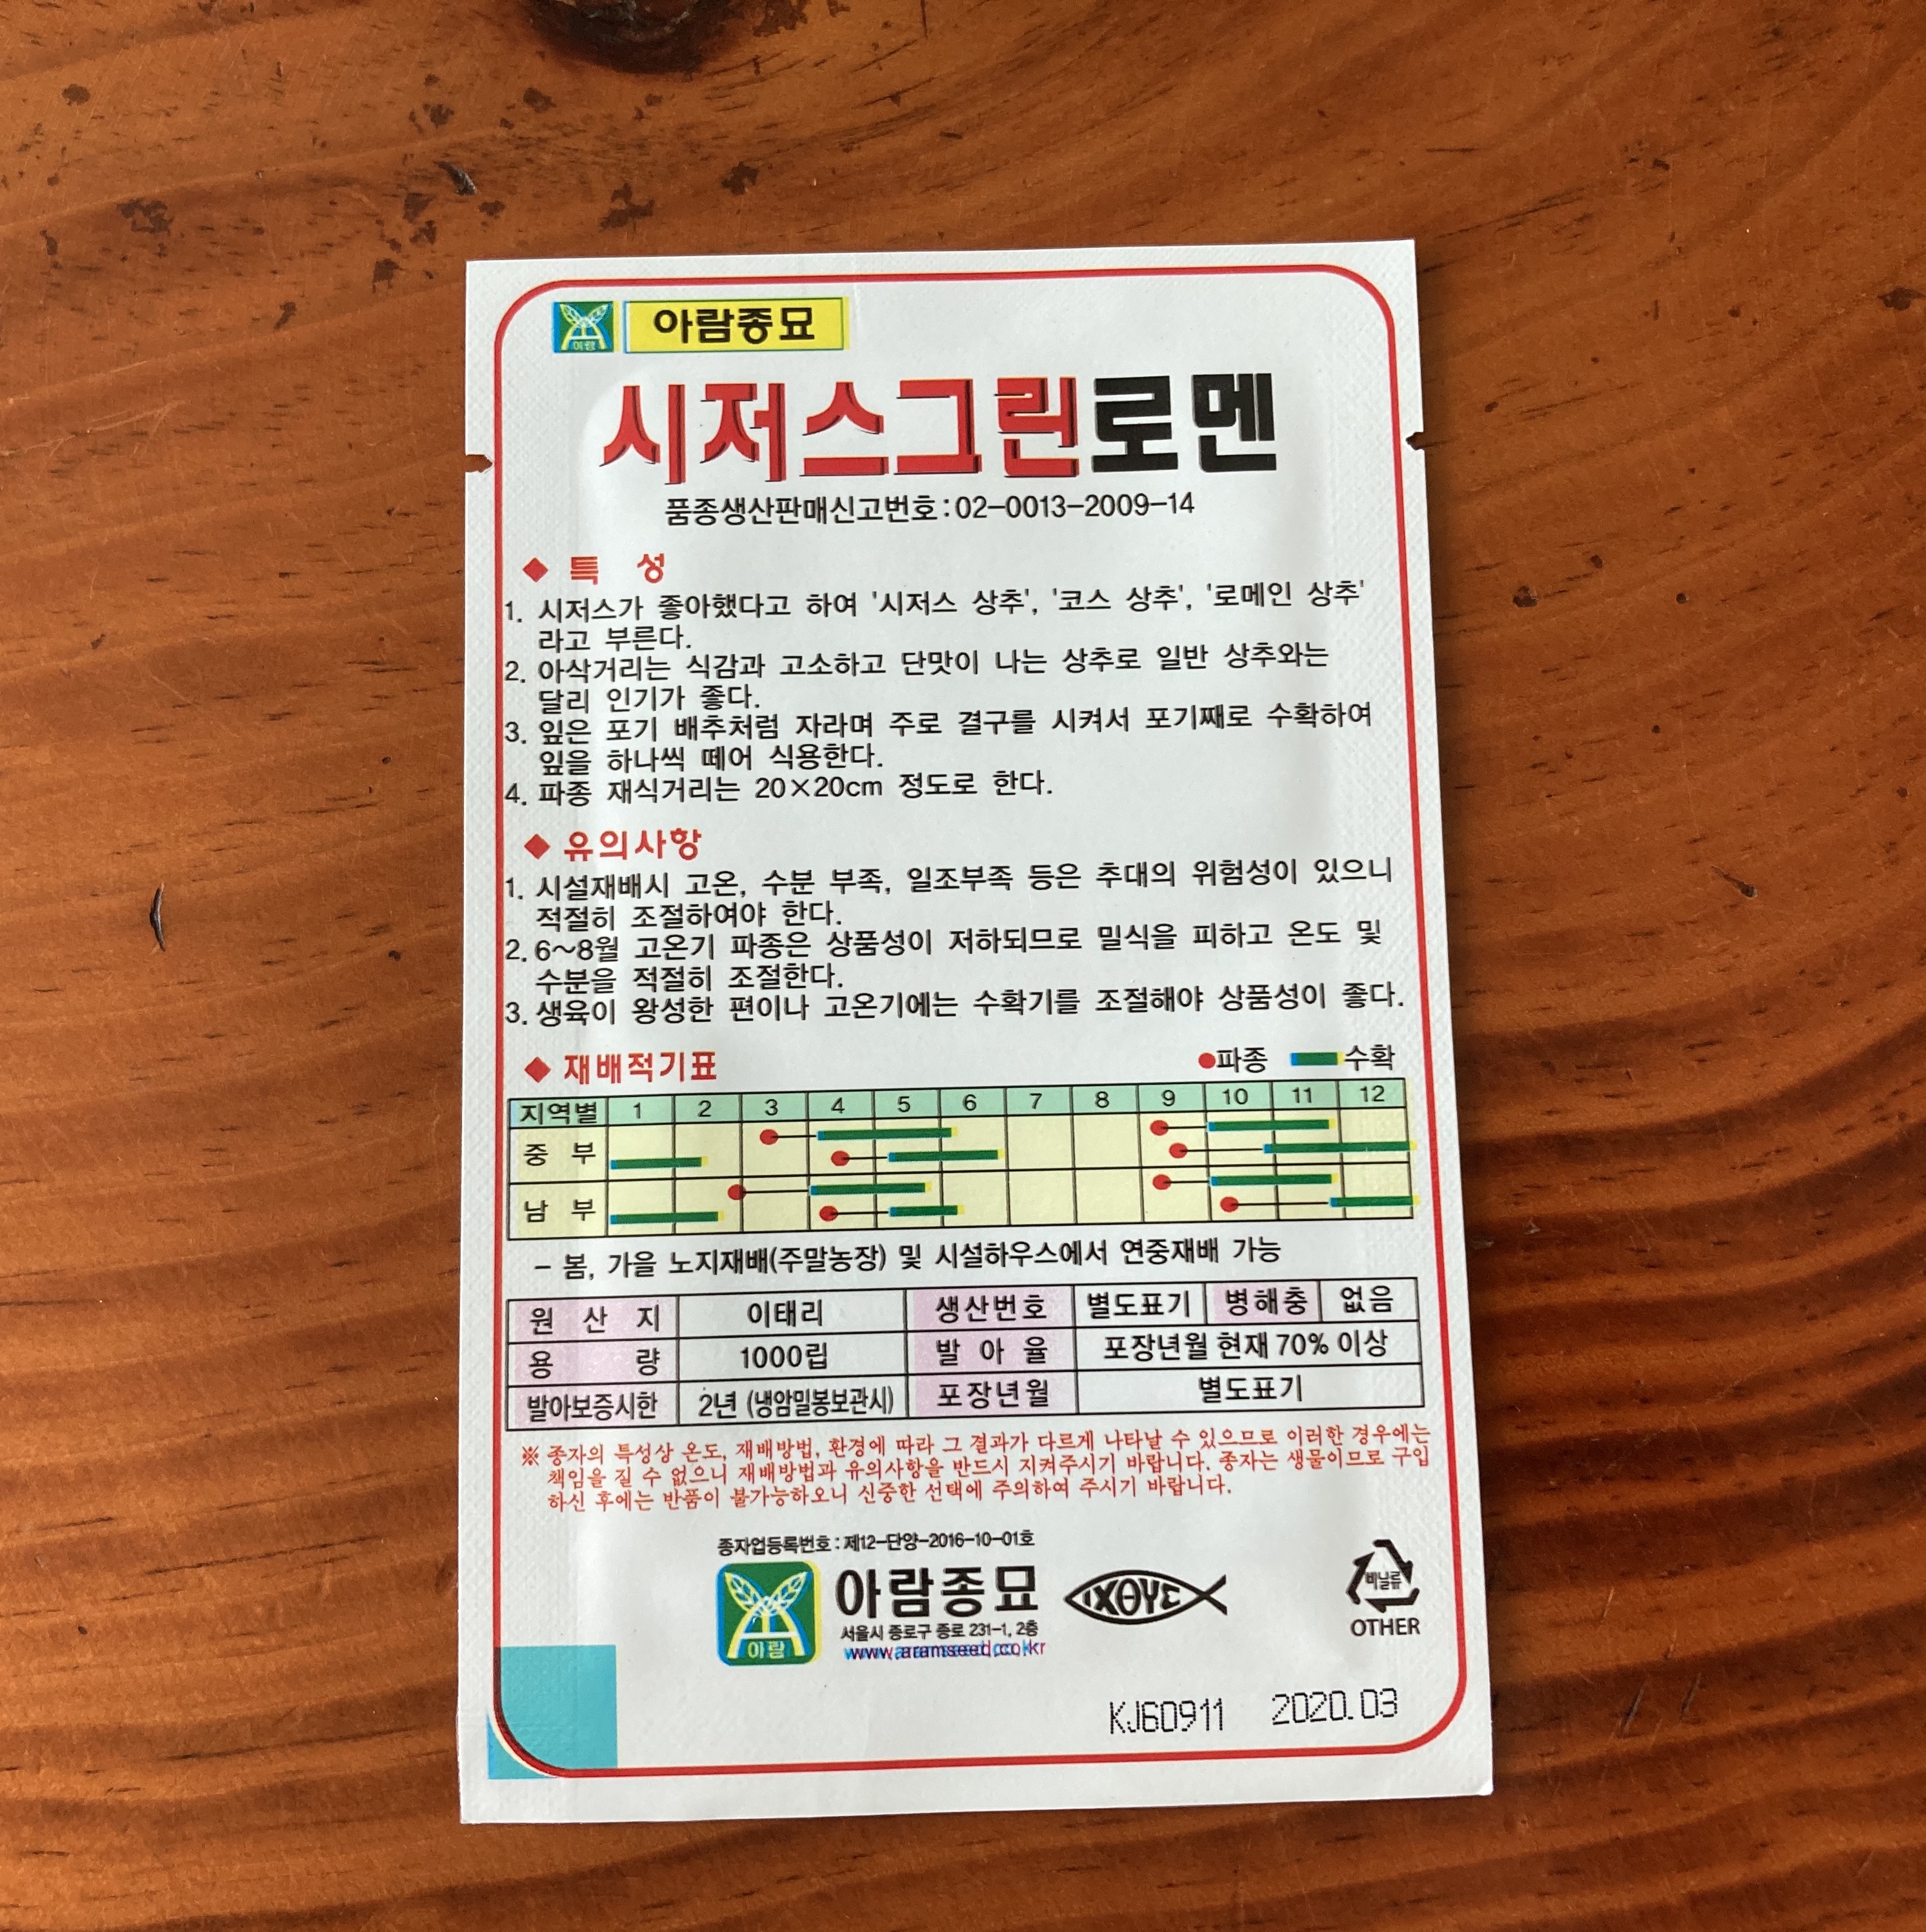 아람
아람종묘
시저스그린로멘
품종생산판매신고번호:02-0013-2009-14
◆ 특 성
1. 시저스가 좋아했다고 하여 '시저스 상추', '코스 상추', '로메인 상추'
라고 부른다.
2. 아삭거리는 식감과 고소하고 단맛이 나는 상추로 일반 상추와는
달리 인기가 좋다.
3. 잎은 포기 배추처럼 자라며 주로 결구를 시켜서 포기째로 수확하여
잎을 하나씩 떼어 식용한다.
4. 파종 재식거리는 20×20cm 정도로 한다.
◆ 유의사항
1. 시설재배시 고온, 수분 부족, 일조부족 등은 추대의 위험성이 있으니
적절히 조절하여야 한다.
2. 6~8월 고온기 파종은 상품성이 저하되므로 밀식을 피하고 온도 및
수분을 적절히 조절한다.
3. 생육이 왕성한 편이나 고온기에는 수확기를 조절해야 상품성이 좋다.
◆ 재배적기표 ●파종 수확
지역별 1 2 3 4 5 6 7 8 9 10 11 12
중 부
남 부
- 봄, 가을 노지재배(주말농장) 및 시설하우스에서 연중재배 가능
원 산 지 이태리 생산번호 별도표기 병해충 없음
용 량 1000립 발 아 율 포장년월 현재 70% 이상
발아보증시한 2년 (냉암밀봉보관시) 포장년월 별도표기
※ 종자의 특성상 온도, 재배방법, 환경에 따라 그 결과가 다르게 나타날 수 있으므로 이러한 경우에는
책임을 질 수 없으니 재배방법과 유의사항을 반드시 지켜주시기 바랍니다. 종자는 생물이므로 구입
하신 후에는 반품이 불가능하오니 신중한 선택에 주의하여 주시기 바랍니다.
종자업등록번호 : 제12-단양-2016-10-01호
아람
아람종묘
서울시 종로구 종로 231-1, 2층
www.aramseed.co.kr
ΙΧΘΥΣ
비닐류
OTHER
KJ60911 2020.03